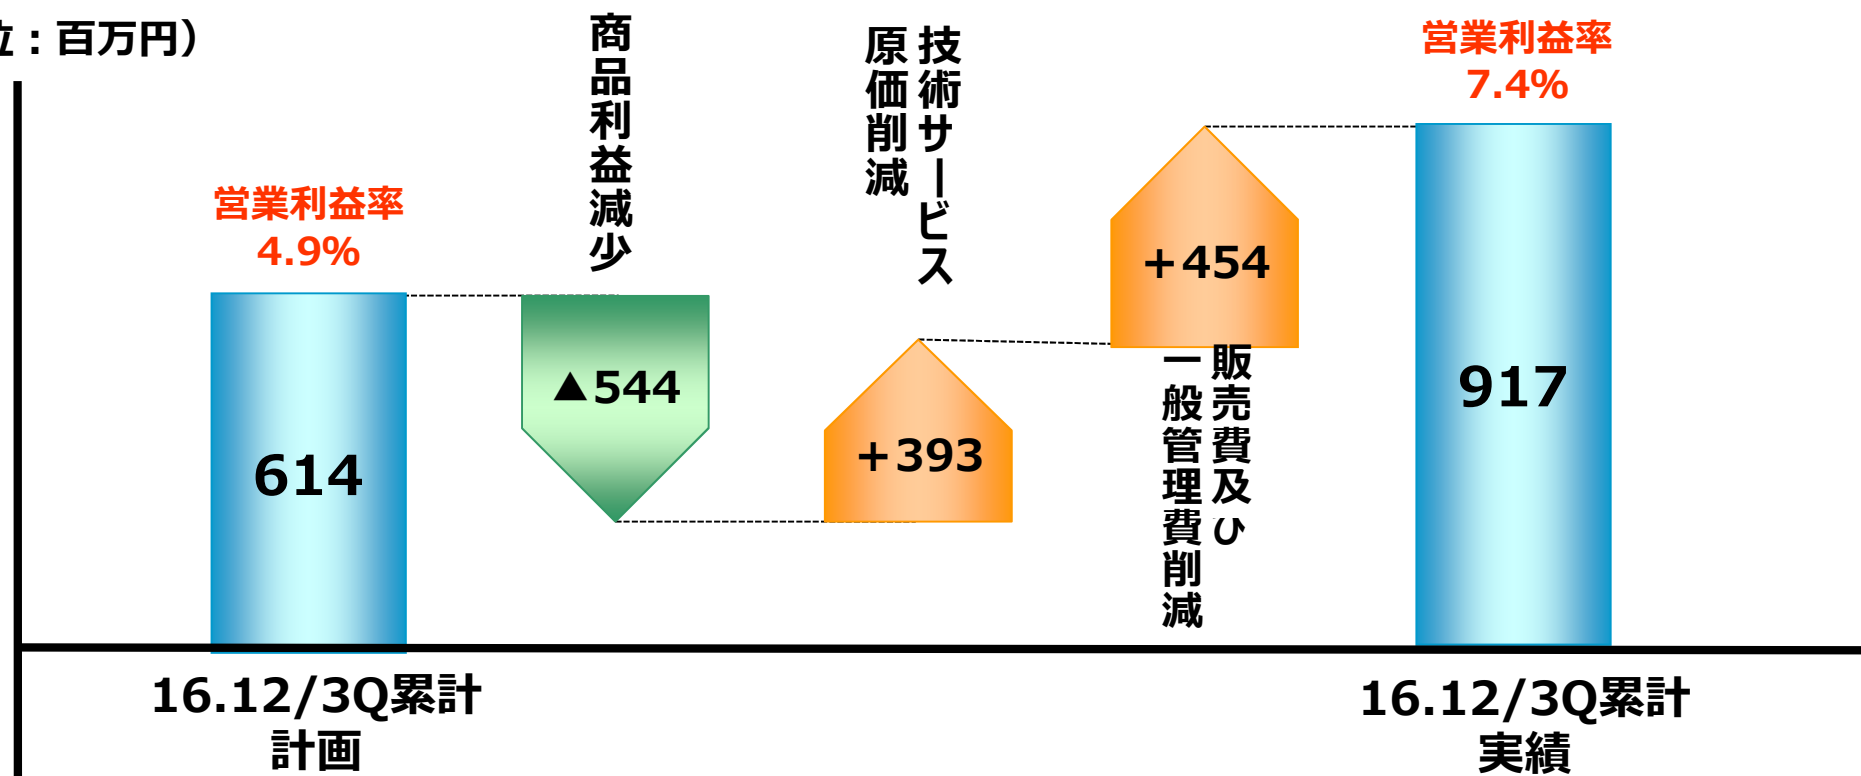 位：百万円）
営業利益率
4.9%
614
16.12/3Q累計
計画
商品利益減少
▲544
技術サービス
原価削減
+393
+454
販売費及び
一般管理費削減
営業利益率
7.4%
917
16.12/3Q累計
実績